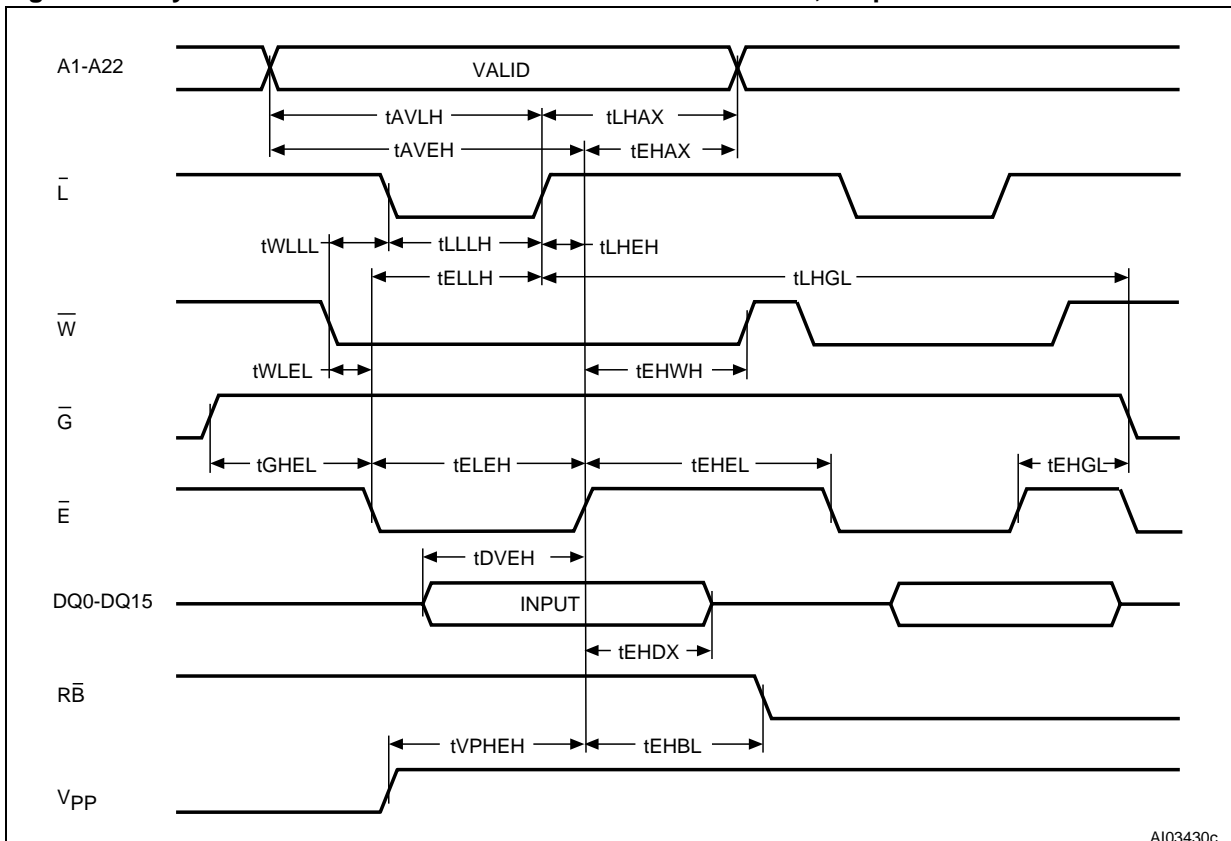 A1-A22
VALID
tAVLH
tLHAX
tAVEH
tEHAX
L̅
tWLLL
tLLLH
tLHEH
tELLH
tLHGL
W̅
tWLEL
tEHWH
G̅
tGHEL
tELEH
tEHEL
tEHGL
E̅
tDVEH
DQ0-DQ15
INPUT
tEHDX
RB̅
tVPHEH
tEHBL
VPP
AI03430c